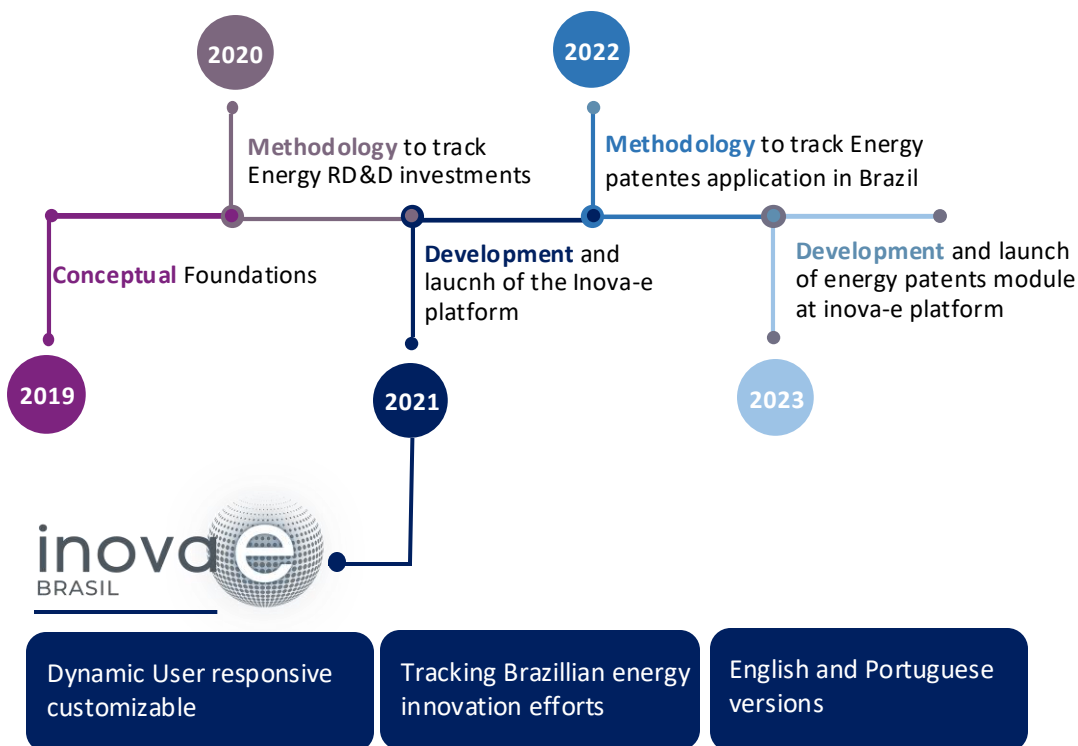 2020
2022
Methodology to track
Energy RD&D investments
Methodology to track Energy
patentes application in Brazil
Conceptual Foundations
Development and
laucnh of the Inova-e
platform
Development and launch
of energy patents module
at inova-e platform
2019
2021
2023
inova e
BRASIL
Dynamic User responsive
customizable
Tracking Brazillian energy
innovation efforts
English and Portuguese
versions